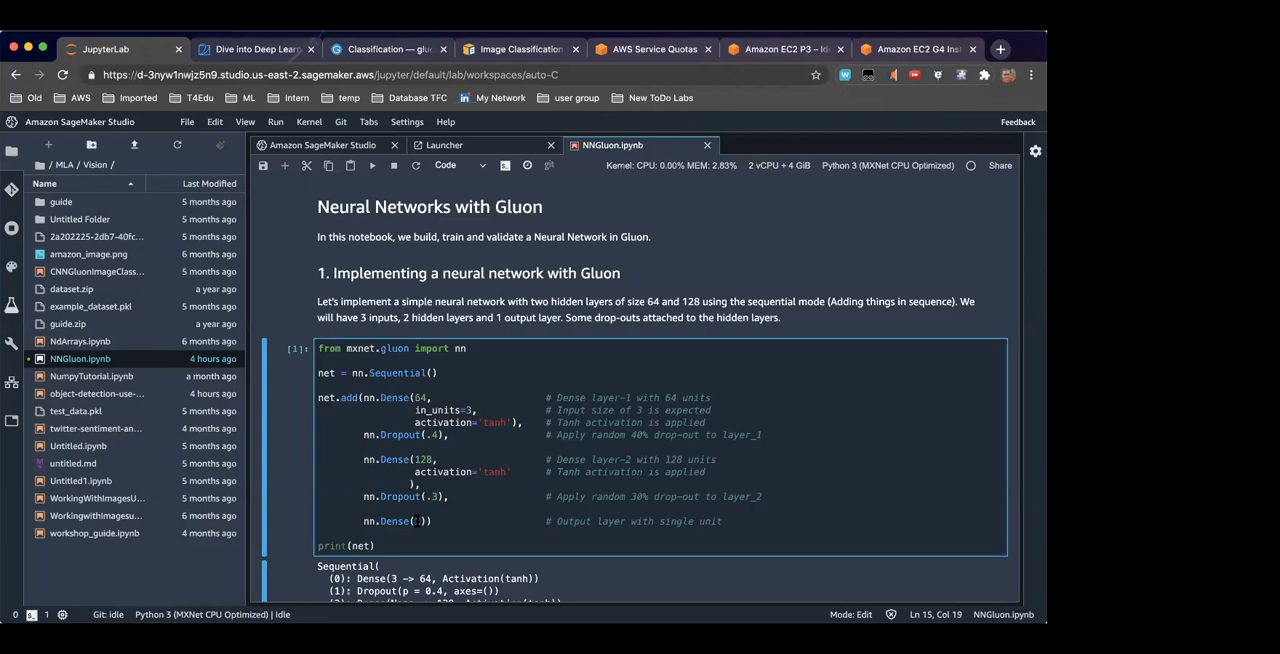 JupyterLab
Dive into Deep Lear
Classification — glu
Image Classification
AWS Service Quotas
Amazon EC2 P3 – Id
Amazon EC2 G4 Inst
https://d-3nyw1nwjz5n9.studio.us-east-2.sagemaker.aws/jupyter/default/lab/workspaces/auto-C
Old AWS Imported T4Edu ML Intern temp Database TFC My Network user group New ToDo Labs
Amazon SageMaker Studio File Edit View Run Kernel Git Tabs Settings Help Feedback
Amazon SageMaker Studio Launcher NNGluon.ipynb
Code Kernel: CPU: 0.00% MEM: 2.83% 2 vCPU + 4 GiB Python 3 (MXNet CPU Optimized) Share
/ MLA / Vision /
Name Last Modified
guide 5 months ago
Untitled Folder 5 months ago
2a202225-2db7-40fc... 5 months ago
amazon_image.png 6 months ago
CNNGluonImageClass... 5 months ago
dataset.zip a year ago
example_dataset.pkl 5 months ago
guide.zip a year ago
NdArrays.ipynb 6 months ago
NNGluon.ipynb 4 hours ago
NumpyTutorial.ipynb a month ago
object-detection-use-... 5 months ago
test_data.pkl 5 months ago
twitter-sentiment-an... 5 months ago
Untitled.ipynb 5 months ago
untitled.md 5 months ago
Untitled1.ipynb 5 months ago
WorkingWithImagesU... 5 months ago
WorkingwithImagesu... 5 months ago
workshop_guide.ipynb 5 months ago
Neural Networks with Gluon
In this notebook, we build, train and validate a Neural Network in Gluon.
1. Implementing a neural network with Gluon
Let's implement a simple neural network with two hidden layers of size 64 and 128 using the sequential mode (Adding things in sequence). We
will have 3 inputs, 2 hidden layers and 1 output layer. Some drop-outs attached to the hidden layers.
[1]: from mxnet.gluon import nn
net = nn.Sequential()
net.add(nn.Dense(64, # Dense layer-1 with 64 units
in_units=3, # Input size of 3 is expected
activation='tanh'), # Tanh activation is applied
nn.Dropout(.4), # Apply random 40% drop-out to layer_1
nn.Dense(128, # Dense layer-2 with 128 units
activation='tanh' # Tanh activation is applied
),
nn.Dropout(.3), # Apply random 30% drop-out to layer_2
nn.Dense( )) # Output layer with single unit
print(net)
Sequential(
(0): Dense(3 -> 64, Activation(tanh))
(1): Dropout(p = 0.4, axes=())
0 1 Git: idle Python 3 (MXNet CPU Optimized) | Idle Mode: Edit Ln 15, Col 19 NNGluon.ipynb